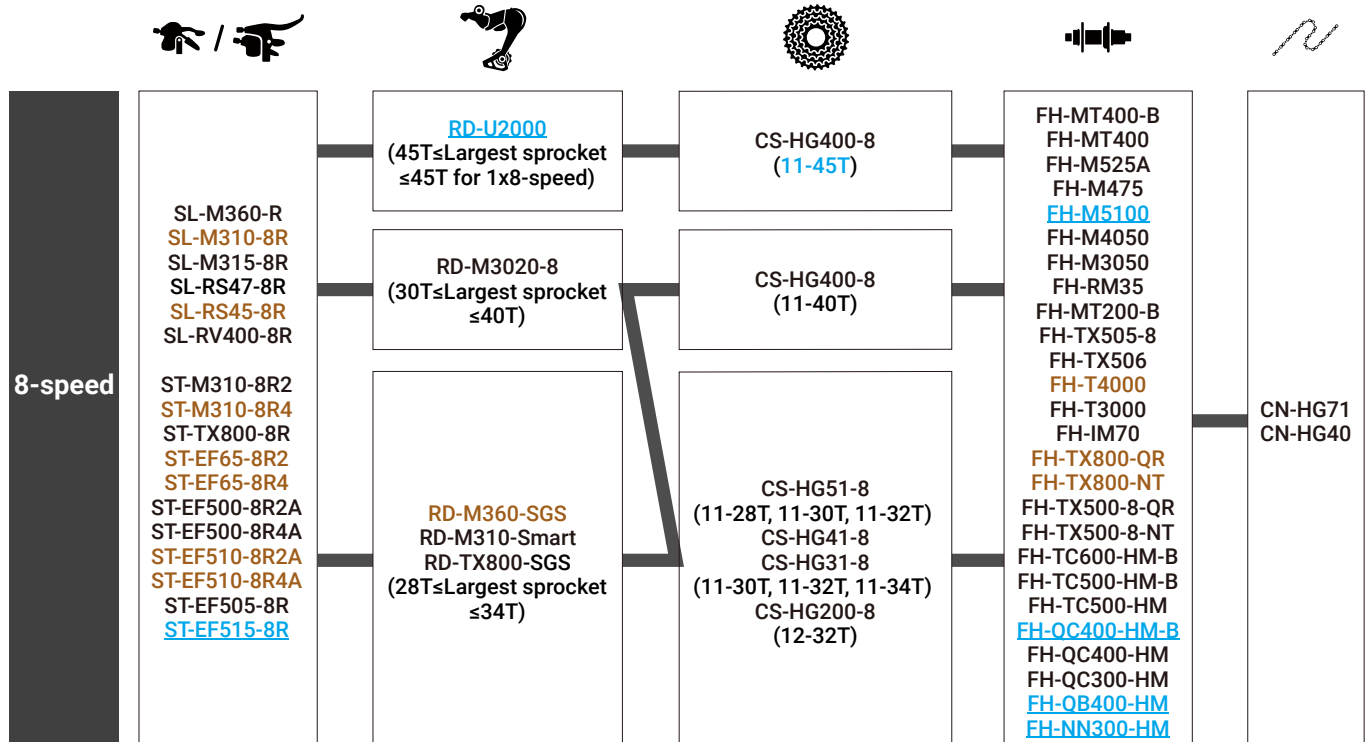 /
8-speed
SL-M360-R
SL-M310-8R
SL-M315-8R
SL-RS47-8R
SL-RS45-8R
SL-RV400-8R
ST-M310-8R2
ST-M310-8R4
ST-TX800-8R
ST-EF65-8R2
ST-EF65-8R4
ST-EF500-8R2A
ST-EF500-8R4A
ST-EF510-8R2A
ST-EF510-8R4A
ST-EF505-8R
ST-EF515-8R
RD-U2000
(45T≤Largest sprocket
≤45T for 1x8-speed)
RD-M3020-8
(30T≤Largest sprocket
≤40T)
RD-M360-SGS
RD-M310-Smart
RD-TX800-SGS
(28T≤Largest sprocket
≤34T)
CS-HG400-8
(11-45T)
CS-HG400-8
(11-40T)
CS-HG51-8
(11-28T, 11-30T, 11-32T)
CS-HG41-8
CS-HG31-8
(11-30T, 11-32T, 11-34T)
CS-HG200-8
(12-32T)
FH-MT400-B
FH-MT400
FH-M525A
FH-M475
FH-M5100
FH-M4050
FH-M3050
FH-RM35
FH-MT200-B
FH-TX505-8
FH-TX506
FH-T4000
FH-T3000
FH-IM70
FH-TX800-QR
FH-TX800-NT
FH-TX500-8-QR
FH-TX500-8-NT
FH-TC600-HM-B
FH-TC500-HM-B
FH-TC500-HM
FH-QC400-HM-B
FH-QC400-HM
FH-QC300-HM
FH-QB400-HM
FH-NN300-HM
CN-HG71
CN-HG40